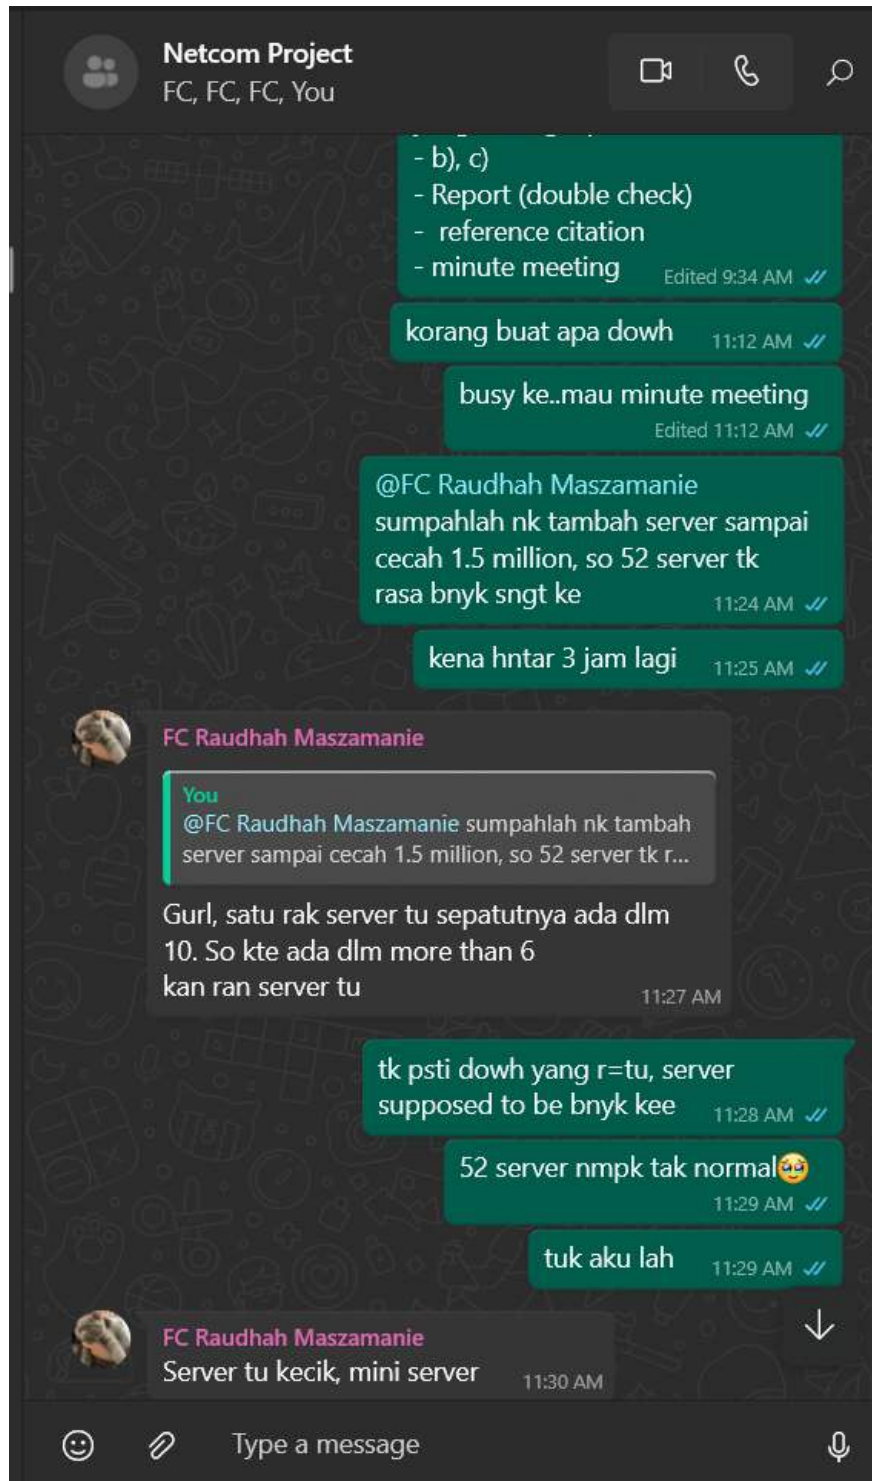 Netcom Project
FC, FC, FC, You
- b), c)
- Report (double check)
- reference citation
- minute meeting
Edited 9:34 AM
korang buat apa dowh
11:12 AM
busy ke..mau minute meeting
Edited 11:12 AM
@FC Raudhah Maszamanie
sumpahlah nk tambah server sampai
cecah 1.5 million, so 52 server tk
rasa bnyk sngt ke
11:24 AM
kena hntar 3 jam lagi
11:25 AM
FC Raudhah Maszamanie
You
@FC Raudhah Maszamanie sumpahlah nk tambah
server sampai cecah 1.5 million, so 52 server tk r...
Gurl, satu rak server tu sepatutnya ada dlm
10. So kte ada dlm more than 6
kan ran server tu
11:27 AM
tk psti dowh yang r=tu, server
supposed to be bnyk kee
11:28 AM
52 server nmpk tak normal🥹
11:29 AM
tuk aku lah
11:29 AM
FC Raudhah Maszamanie
Server tu kecik, mini server
11:30 AM
Type a message